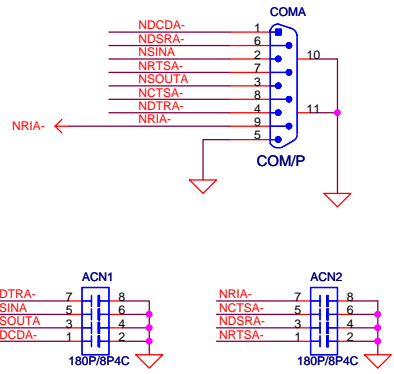 COMA
NDCDA- 1
NDSRA- 6
NSINA 2 10
NRTSA- 7
NSOUTA 3
NCTSA- 8
NDTRA- 4 11
NRIA- NRIA- 9
5
COM/P
ACN1
DTRA- 7 8
SINA 5 6
SOUTA 3 4
DCDA- 1 2
180P/8P4C
ACN2
NRIA- 7 8
NCTSA- 5 6
NDSRA- 3 4
NRTSA- 1 2
180P/8P4C